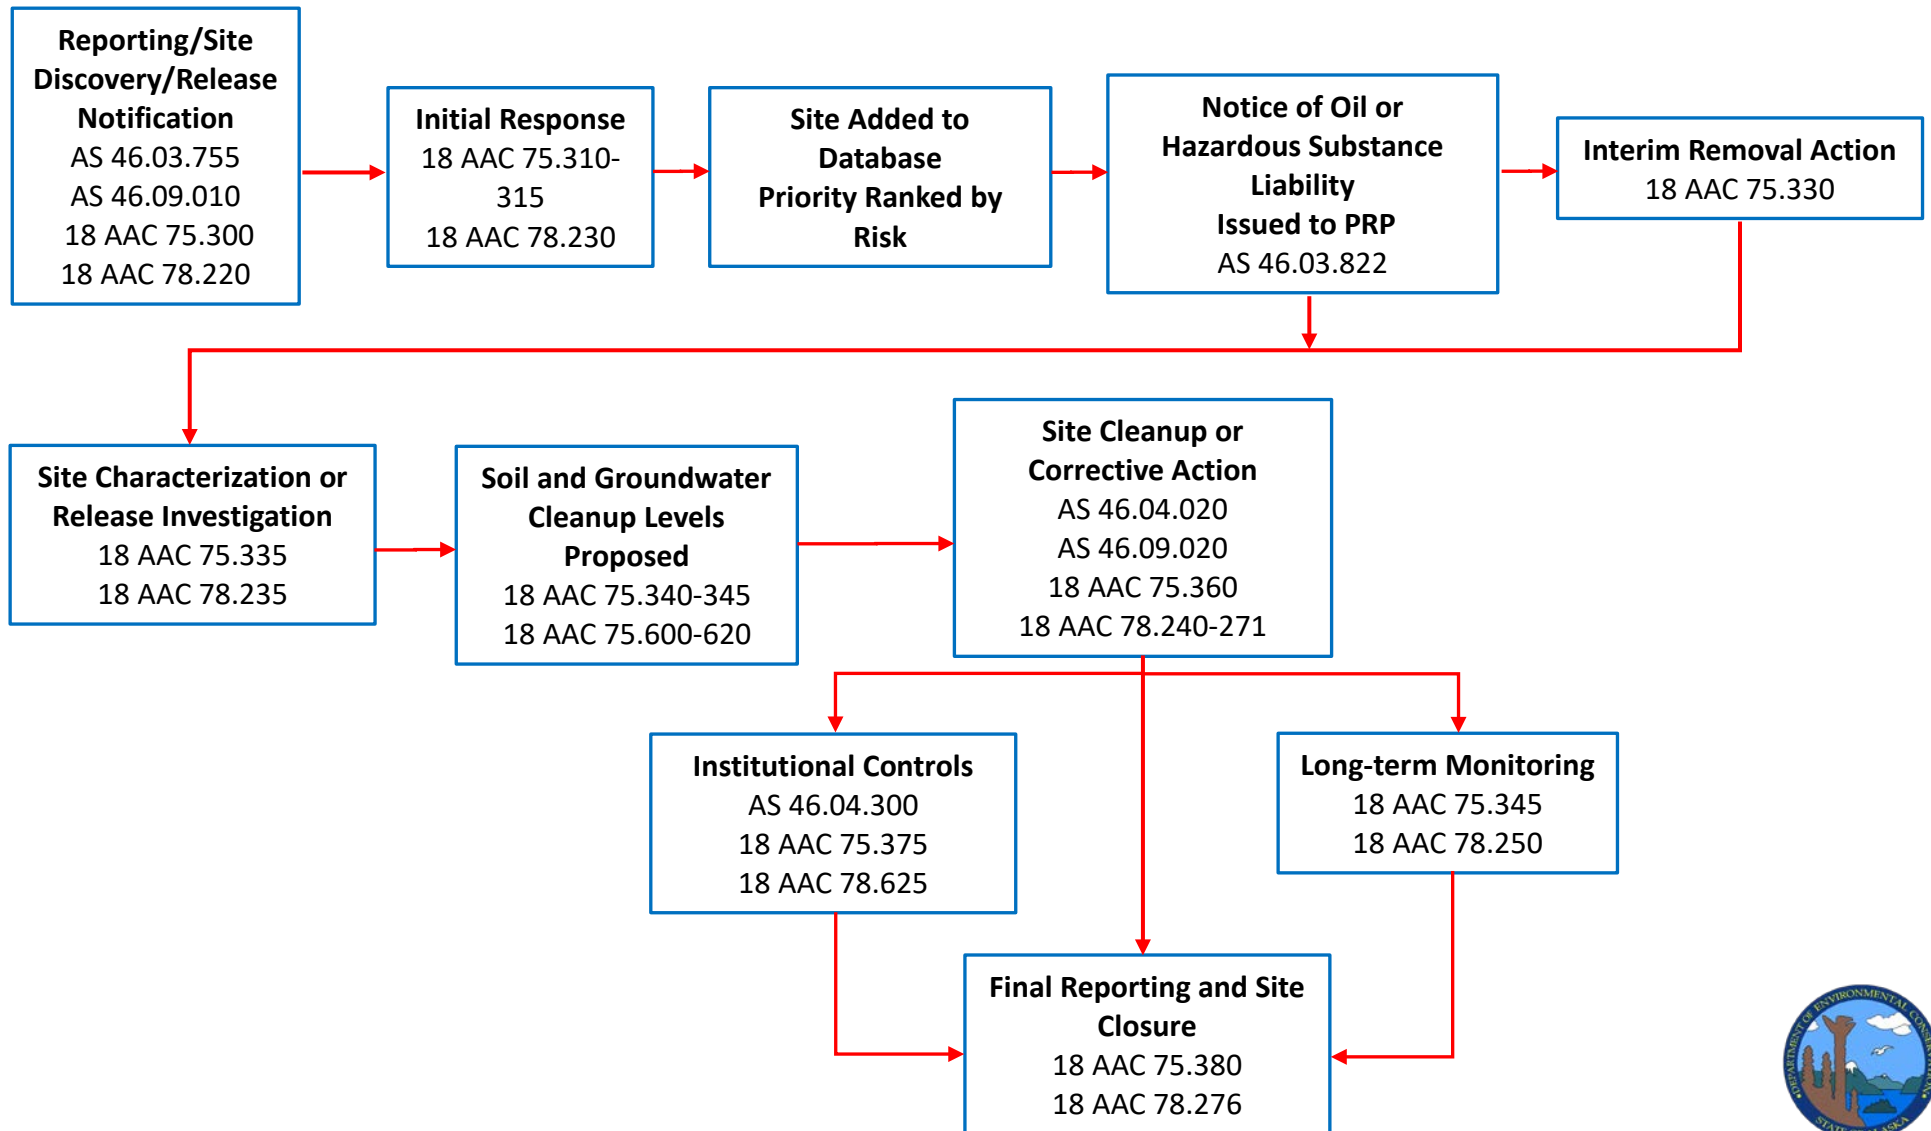 Reporting/Site
Discovery/Release
Notification
AS 46.03.755
AS 46.09.010
18 AAC 75.300
18 AAC 78.220
Initial Response
18 AAC 75.310-
315
18 AAC 78.230
Site Added to
Database
Priority Ranked by
Risk
Notice of Oil or
Hazardous Substance
Liability
Issued to PRP
AS 46.03.822
Interim Removal Action
18 AAC 75.330
Site Characterization or
Release Investigation
18 AAC 75.335
18 AAC 78.235
Soil and Groundwater
Cleanup Levels
Proposed
18 AAC 75.340-345
18 AAC 75.600-620
Site Cleanup or
Corrective Action
AS 46.04.020
AS 46.09.020
18 AAC 75.360
18 AAC 78.240-271
Institutional Controls
AS 46.04.300
18 AAC 75.375
18 AAC 78.625
Long-term Monitoring
18 AAC 75.345
18 AAC 78.250
Final Reporting and Site
Closure
18 AAC 75.380
18 AAC 78.276
DEPARTMENT OF ENVIRONMENTAL